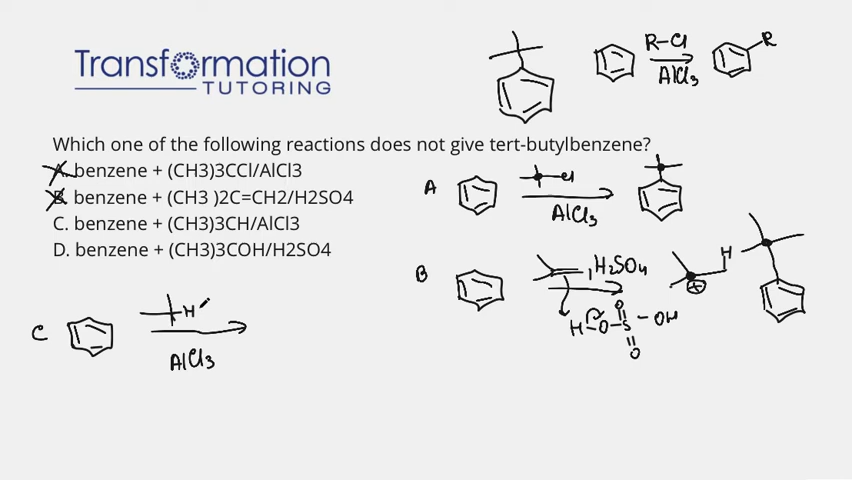 Transformation
TUTORING
R-Cl
R
AlCl3
Which one of the following reactions does not give tert-butylbenzene?
A. benzene + (CH3)3CCl/AlCl3
B. benzene + (CH3 )2C=CH2/H2SO4
C. benzene + (CH3)3CH/AlCl3
D. benzene + (CH3)3COH/H2SO4
A
Cl
AlCl3
B
, H2SO4
H
⊕
H-O-S-OH
O
O
C
H
AlCl3